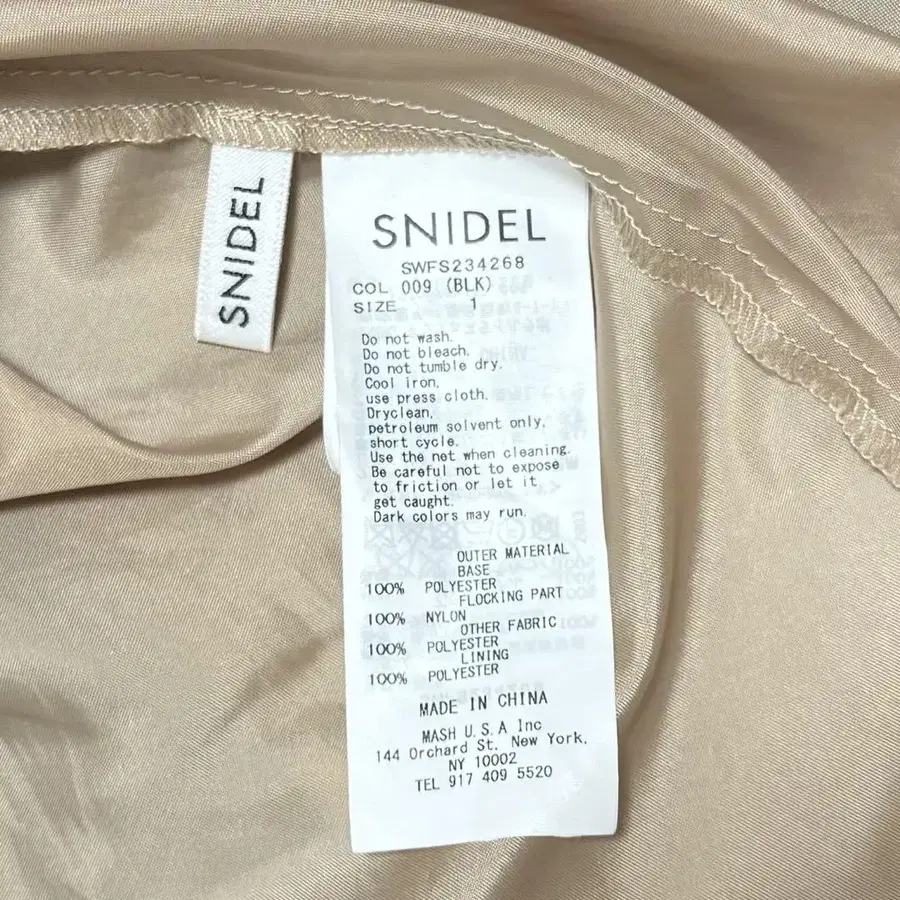 SNIDEL
SNIDEL
SWFS234268
COL 009 (BLK)
SIZE 1
Do not wash.
Do not bleach.
Do not tumble dry.
Cool iron,
use press cloth.
Dryclean,
petroleum solvent only,
short cycle.
Use the net when cleaning.
Be careful not to expose
to friction or let it
get caught.
Dark colors may run.
OUTER MATERIAL
BASE
100% POLYESTER
FLOCKING PART
100% NYLON
OTHER FABRIC
100% POLYESTER
LINING
100% POLYESTER
MADE IN CHINA
MASH U.S.A Inc
144 Orchard St. New York,
NY 10002
TEL 917 409 5520